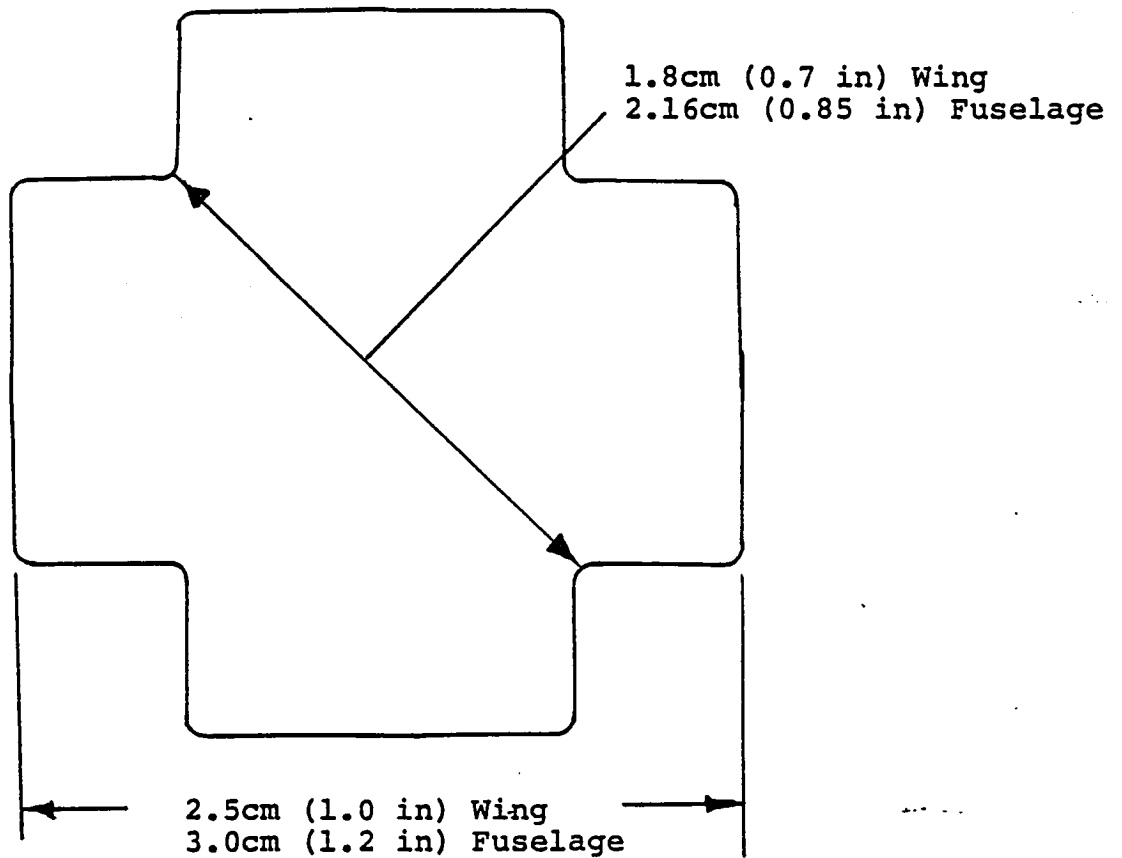 1.8cm (0.7 in) Wing
2.16cm (0.85 in) Fuselage
2.5cm (1.0 in) Wing
3.0cm (1.2 in) Fuselage